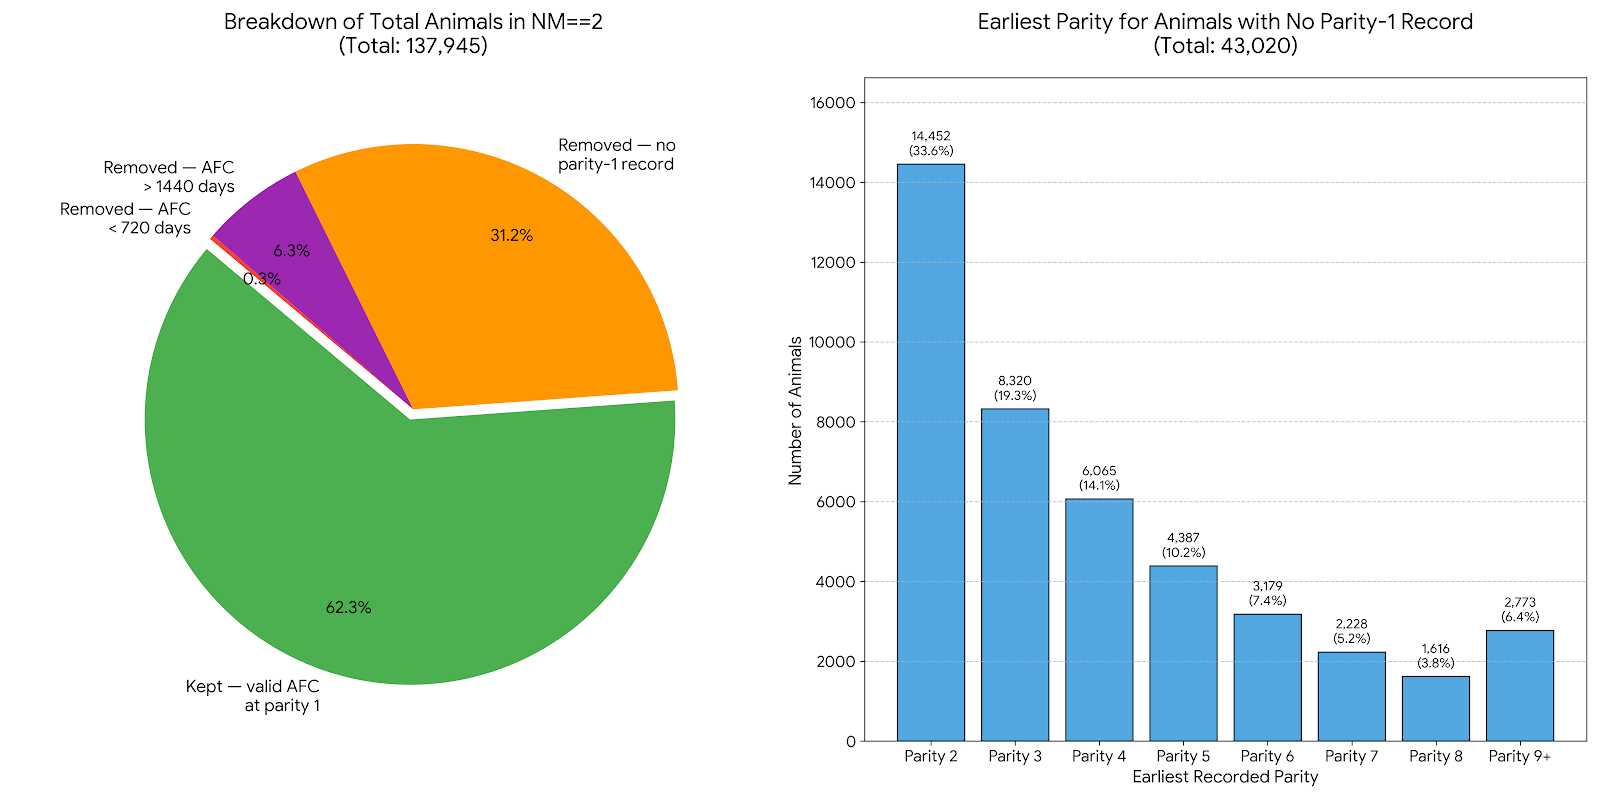 Breakdown of Total Animals in NM==2
(Total: 137,945)
Removed — no
parity-1 record
Removed — AFC
> 1440 days
Removed — AFC
< 720 days
31.2%
6.3%
0.3%
62.3%
Kept — valid AFC
at parity 1
Earliest Parity for Animals with No Parity-1 Record
(Total: 43,020)
Number of Animals
16000
14000
12000
10000
8000
6000
4000
2000
0
14,452
(33.6%)
8,320
(19.3%)
6,065
(14.1%)
4,387
(10.2%)
3,179
(7.4%)
2,228
(5.2%)
1,616
(3.8%)
2,773
(6.4%)
Parity 2
Parity 3
Parity 4
Parity 5
Parity 6
Parity 7
Parity 8
Parity 9+
Earliest Recorded Parity